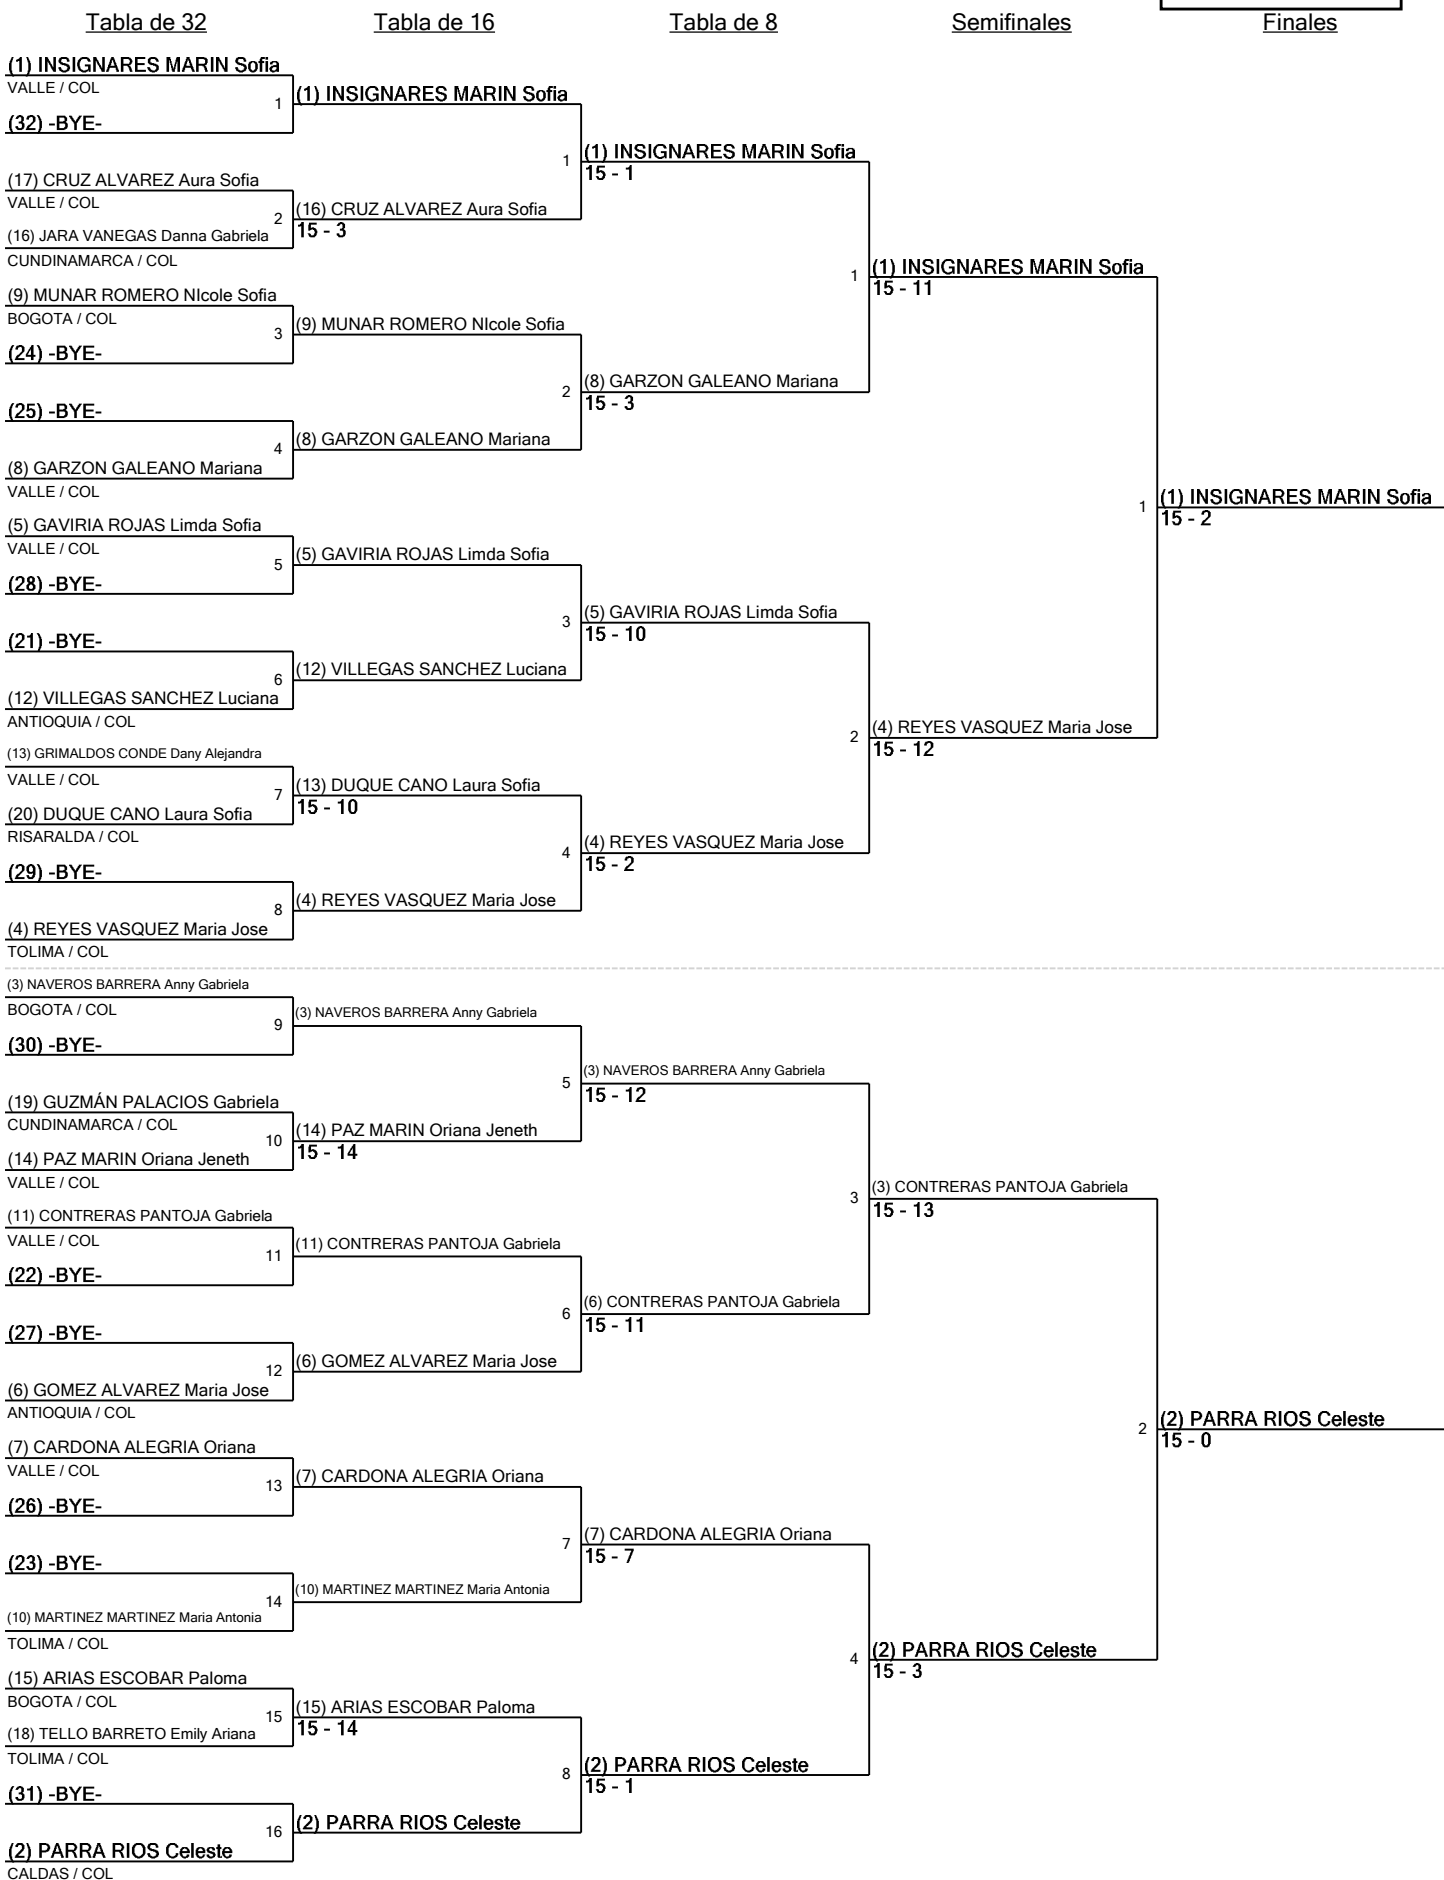 Tabla de 32
Tabla de 16
Tabla de 8
Semifinales
Finales
(1) INSIGNARES MARIN Sofia
VALLE / COL
1
(32) -BYE-
(17) CRUZ ALVAREZ Aura Sofia
VALLE / COL
2
(16) JARA VANEGAS Danna Gabriela
CUNDINAMARCA / COL
(9) MUNAR ROMERO NIcole Sofia
BOGOTA / COL
3
(24) -BYE-
(25) -BYE-
4
(8) GARZON GALEANO Mariana
VALLE / COL
(5) GAVIRIA ROJAS Limda Sofia
VALLE / COL
5
(28) -BYE-
(21) -BYE-
6
(12) VILLEGAS SANCHEZ Luciana
ANTIOQUIA / COL
(13) GRIMALDOS CONDE Dany Alejandra
VALLE / COL
7
(20) DUQUE CANO Laura Sofia
RISARALDA / COL
(29) -BYE-
8
(4) REYES VASQUEZ Maria Jose
TOLIMA / COL
(3) NAVEROS BARRERA Anny Gabriela
BOGOTA / COL
9
(30) -BYE-
(19) GUZMÁN PALACIOS Gabriela
CUNDINAMARCA / COL
10
(14) PAZ MARIN Oriana Jeneth
VALLE / COL
(11) CONTRERAS PANTOJA Gabriela
VALLE / COL
11
(22) -BYE-
(27) -BYE-
12
(6) GOMEZ ALVAREZ Maria Jose
ANTIOQUIA / COL
(7) CARDONA ALEGRIA Oriana
VALLE / COL
13
(26) -BYE-
(23) -BYE-
14
(10) MARTINEZ MARTINEZ Maria Antonia
TOLIMA / COL
(15) ARIAS ESCOBAR Paloma
BOGOTA / COL
15
(18) TELLO BARRETO Emily Ariana
TOLIMA / COL
(31) -BYE-
16
(2) PARRA RIOS Celeste
CALDAS / COL
(1) INSIGNARES MARIN Sofia
1
(16) CRUZ ALVAREZ Aura Sofia
15 - 3
(9) MUNAR ROMERO NIcole Sofia
2
(8) GARZON GALEANO Mariana
(5) GAVIRIA ROJAS Limda Sofia
3
(12) VILLEGAS SANCHEZ Luciana
(13) DUQUE CANO Laura Sofia
15 - 10
4
(4) REYES VASQUEZ Maria Jose
(3) NAVEROS BARRERA Anny Gabriela
5
(14) PAZ MARIN Oriana Jeneth
15 - 14
(11) CONTRERAS PANTOJA Gabriela
6
(6) GOMEZ ALVAREZ Maria Jose
(7) CARDONA ALEGRIA Oriana
7
(10) MARTINEZ MARTINEZ Maria Antonia
(15) ARIAS ESCOBAR Paloma
15 - 14
8
(2) PARRA RIOS Celeste
(1) INSIGNARES MARIN Sofia
15 - 1
1
(8) GARZON GALEANO Mariana
15 - 3
(5) GAVIRIA ROJAS Limda Sofia
15 - 10
2
(4) REYES VASQUEZ Maria Jose
15 - 2
(3) NAVEROS BARRERA Anny Gabriela
15 - 12
3
(6) CONTRERAS PANTOJA Gabriela
15 - 11
(7) CARDONA ALEGRIA Oriana
15 - 7
4
(2) PARRA RIOS Celeste
15 - 1
(1) INSIGNARES MARIN Sofia
15 - 11
1
(4) REYES VASQUEZ Maria Jose
15 - 12
(3) CONTRERAS PANTOJA Gabriela
15 - 13
2
(2) PARRA RIOS Celeste
15 - 3
(1) INSIGNARES MARIN Sofia
15 - 2
(2) PARRA RIOS Celeste
15 - 0